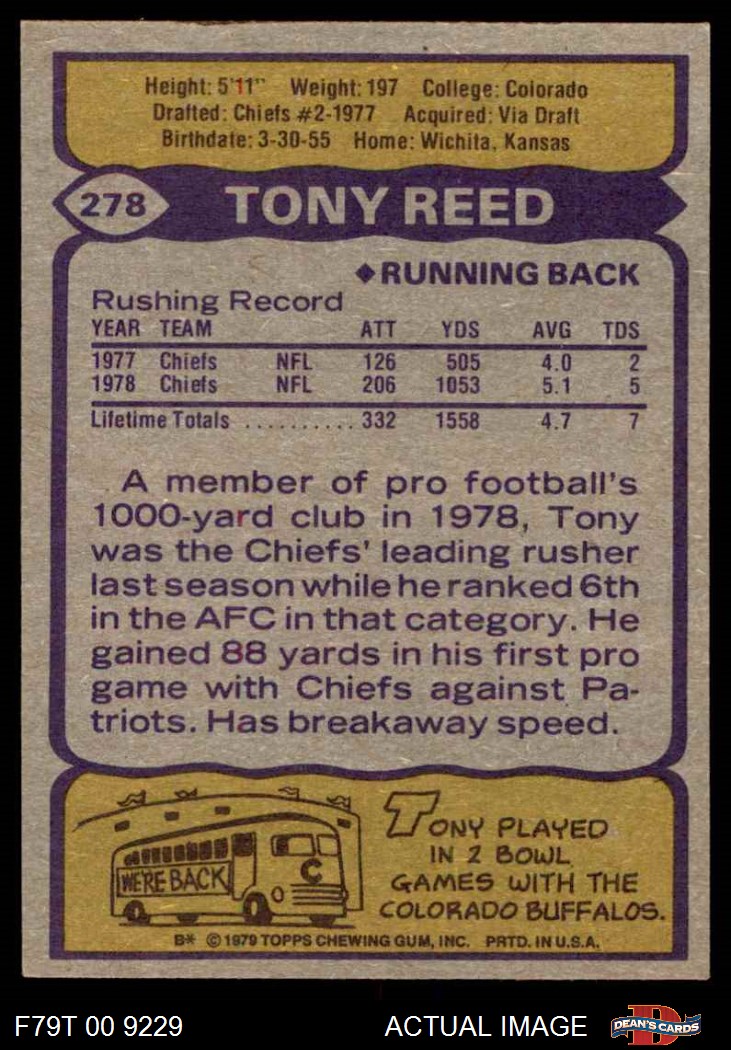 Height: 5'11" Weight: 197 College: Colorado
Drafted: Chiefs #2-1977 Acquired: Via Draft
Birthdate: 3-30-55 Home: Wichita, Kansas
278 TONY REED
◆RUNNING BACK
Rushing Record
YEAR TEAM ATT YDS AVG TDS
1977 Chiefs NFL 126 505 4.0 2
1978 Chiefs NFL 206 1053 5.1 5
Lifetime Totals .......... 332 1558 4.7 7
A member of pro football's
1000-yard club in 1978, Tony
was the Chiefs' leading rusher
last season while he ranked 6th
in the AFC in that category. He
gained 88 yards in his first pro
game with Chiefs against Pa-
triots. Has breakaway speed.
WE'RE BACK
C
TONY PLAYED
IN 2 BOWL
GAMES WITH THE
COLORADO BUFFALOS.
B* © 1979 TOPPS CHEWING GUM, INC. PRTD. IN U.S.A.
F79T 00 9229 ACTUAL IMAGE
D
DEAN'S CARDS